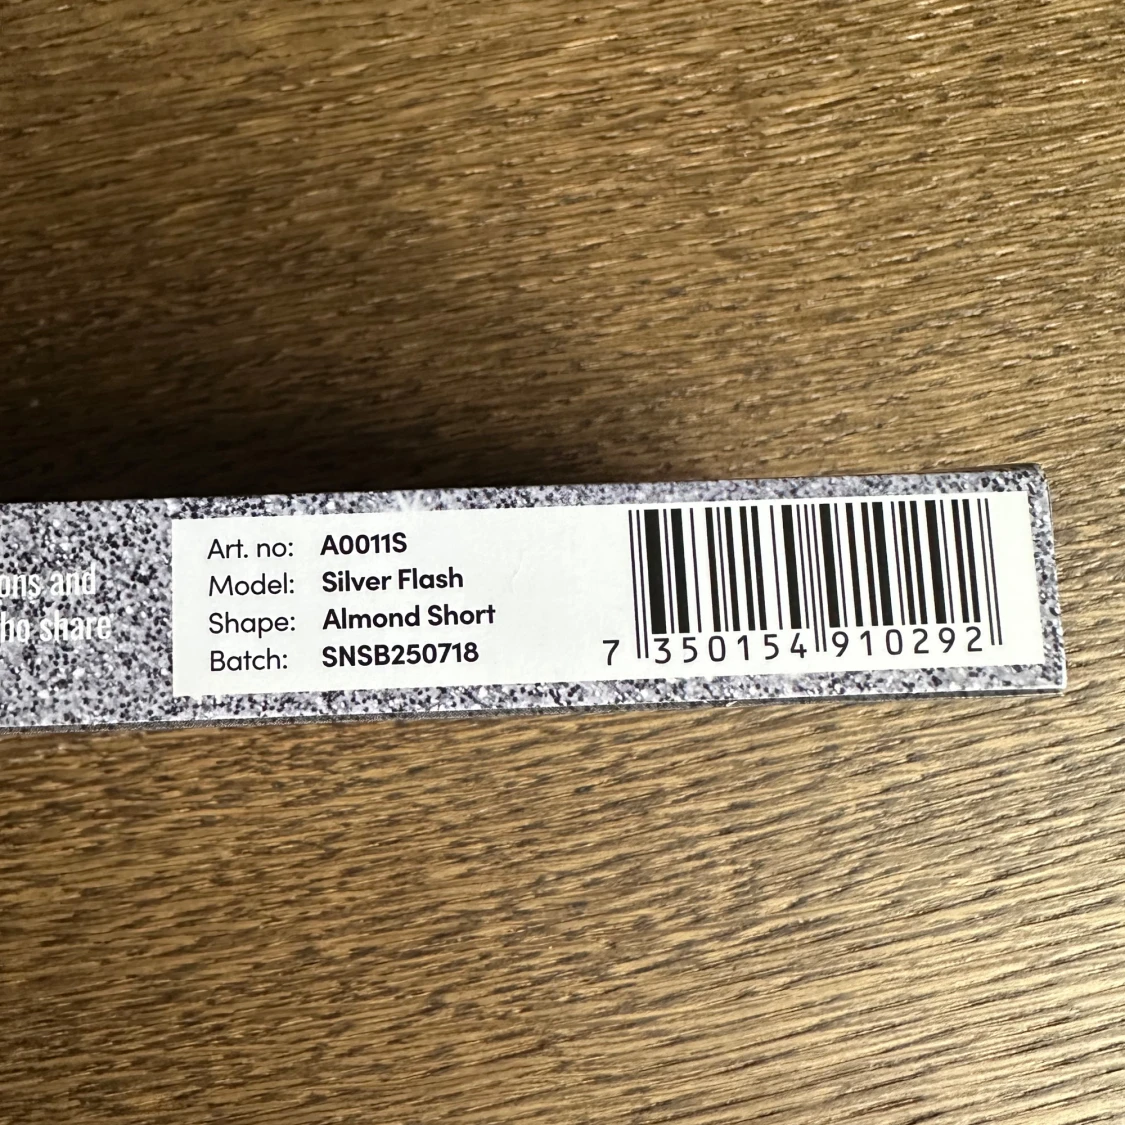 ons and
ho share
Art. no: A0011S
Model: Silver Flash
Shape: Almond Short
Batch: SNSB250718
7 350154 910292